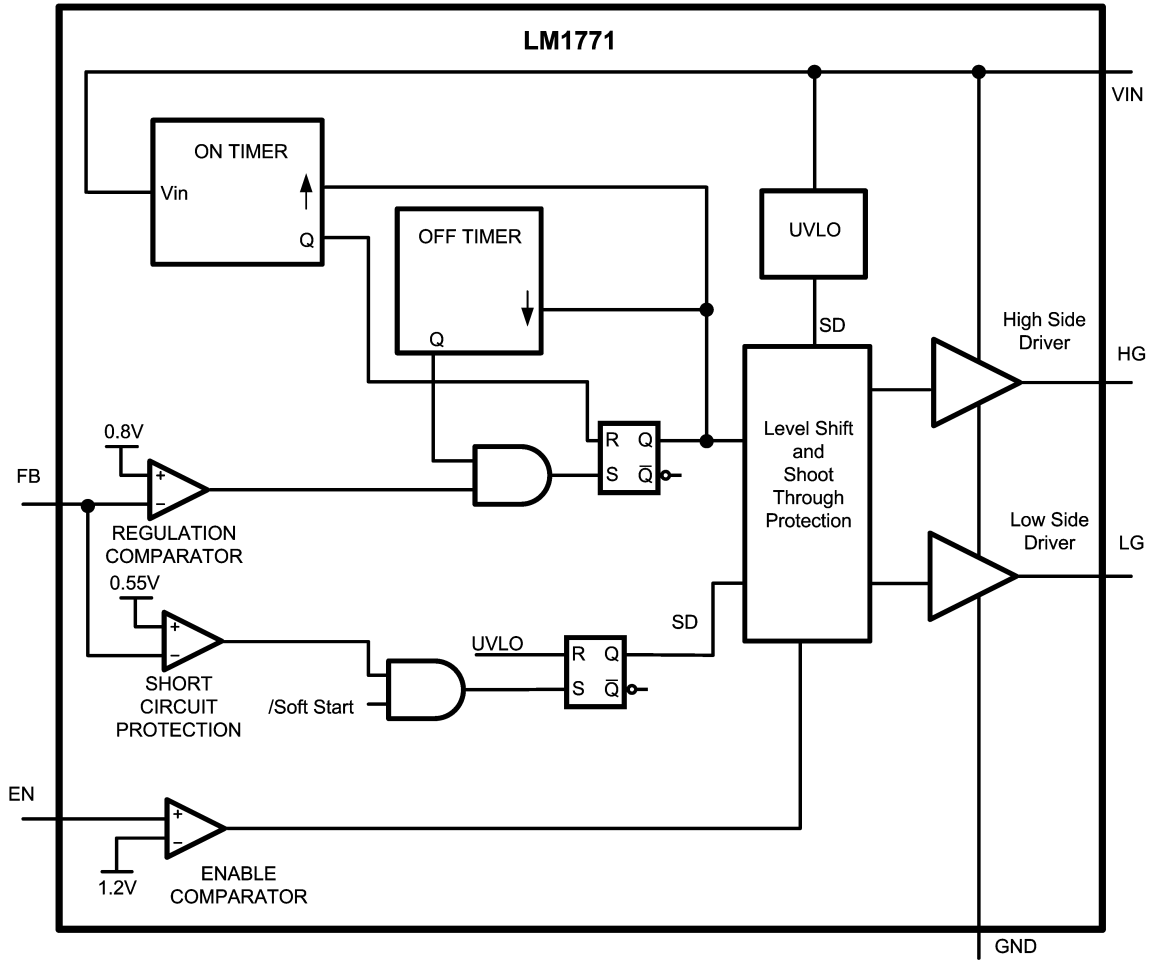 LM1771
VIN
ON TIMER
Vin
Q
OFF TIMER
Q
UVLO
SD
High Side
Driver
HG
0.8V
FB
+
–
REGULATION
COMPARATOR
R Q
S Q̅
Level Shift
and
Shoot
Through
Protection
Low Side
Driver
LG
0.55V
+
–
SHORT
CIRCUIT
PROTECTION
/Soft Start
UVLO
R Q
S Q̅
SD
EN
+
–
1.2V
ENABLE
COMPARATOR
GND